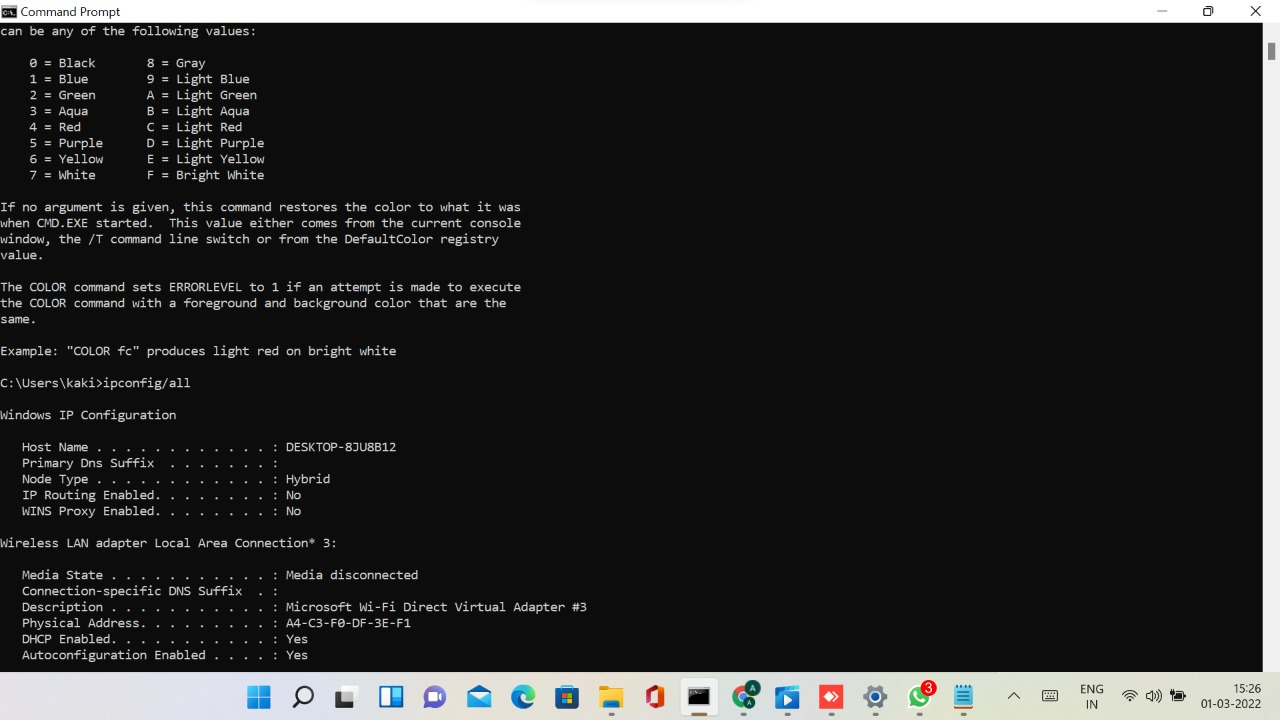 Command Prompt
can be any of the following values:
0 = Black       8 = Gray
1 = Blue        9 = Light Blue
2 = Green       A = Light Green
3 = Aqua        B = Light Aqua
4 = Red         C = Light Red
5 = Purple      D = Light Purple
6 = Yellow      E = Light Yellow
7 = White       F = Bright White
If no argument is given, this command restores the color to what it was
when CMD.EXE started.  This value either comes from the current console
window, the /T command line switch or from the DefaultColor registry
value.
The COLOR command sets ERRORLEVEL to 1 if an attempt is made to execute
the COLOR command with a foreground and background color that are the
same.
Example: "COLOR fc" produces light red on bright white
C:\Users\kaki>ipconfig/all
Windows IP Configuration
Host Name . . . . . . . . . . . . : DESKTOP-8JU8B12
Primary Dns Suffix  . . . . . . . :
Node Type . . . . . . . . . . . . : Hybrid
IP Routing Enabled. . . . . . . . : No
WINS Proxy Enabled. . . . . . . . : No
Wireless LAN adapter Local Area Connection* 3:
Media State . . . . . . . . . . . : Media disconnected
Connection-specific DNS Suffix  . :
Description . . . . . . . . . . . : Microsoft Wi-Fi Direct Virtual Adapter #3
Physical Address. . . . . . . . . : A4-C3-F0-DF-3E-F1
DHCP Enabled. . . . . . . . . . . : Yes
Autoconfiguration Enabled . . . . : Yes
A
A
3
ENG
IN
15:26
01-03-2022